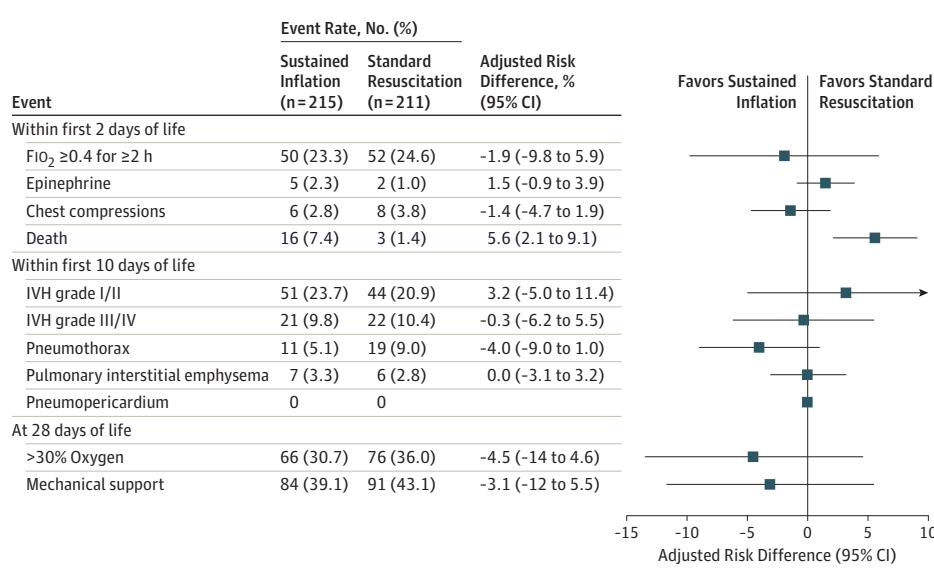 Event Rate, No. (%)
Sustained Inflation (n=215)
Standard Resuscitation (n=211)
Adjusted Risk Difference, % (95% CI)
Event
Favors Sustained Inflation
Favors Standard Resuscitation
Within first 2 days of life
FIO2 ≥0.4 for ≥2 h 50 (23.3) 52 (24.6) -1.9 (-9.8 to 5.9)
Epinephrine 5 (2.3) 2 (1.0) 1.5 (-0.9 to 3.9)
Chest compressions 6 (2.8) 8 (3.8) -1.4 (-4.7 to 1.9)
Death 16 (7.4) 3 (1.4) 5.6 (2.1 to 9.1)
Within first 10 days of life
IVH grade I/II 51 (23.7) 44 (20.9) 3.2 (-5.0 to 11.4)
IVH grade III/IV 21 (9.8) 22 (10.4) -0.3 (-6.2 to 5.5)
Pneumothorax 11 (5.1) 19 (9.0) -4.0 (-9.0 to 1.0)
Pulmonary interstitial emphysema 7 (3.3) 6 (2.8) 0.0 (-3.1 to 3.2)
Pneumopericardium 0 0
At 28 days of life
>30% Oxygen 66 (30.7) 76 (36.0) -4.5 (-14 to 4.6)
Mechanical support 84 (39.1) 91 (43.1) -3.1 (-12 to 5.5)
-15 -10 -5 0 5 10
Adjusted Risk Difference (95% CI)